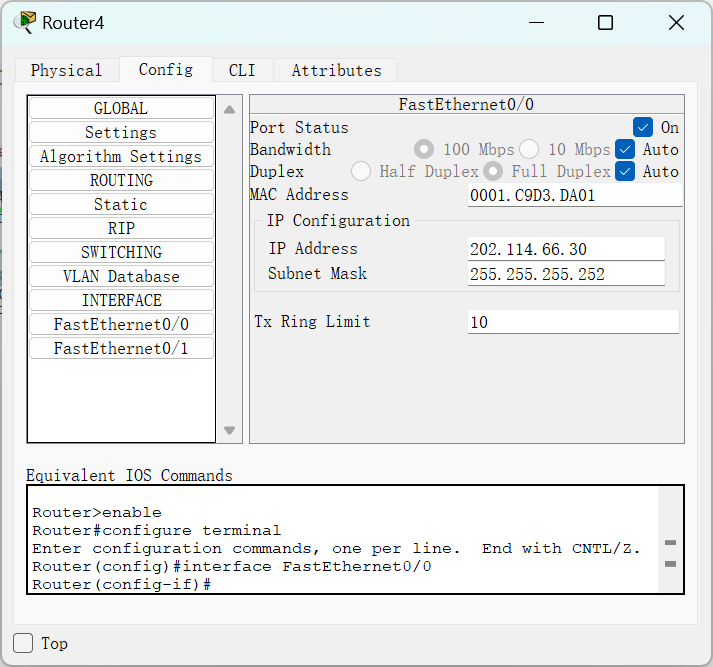 Router4
Physical Config CLI Attributes
GLOBAL
Settings
Algorithm Settings
ROUTING
Static
RIP
SWITCHING
VLAN Database
INTERFACE
FastEthernet0/0
FastEthernet0/1
FastEthernet0/0
Port Status On
Bandwidth 100 Mbps 10 Mbps Auto
Duplex Half Duplex Full Duplex Auto
MAC Address 0001.C9D3.DA01
IP Configuration
IP Address 202.114.66.30
Subnet Mask 255.255.255.252
Tx Ring Limit 10
Equivalent IOS Commands
Router>enable
Router#configure terminal
Enter configuration commands, one per line.  End with CNTL/Z.
Router(config)#interface FastEthernet0/0
Router(config-if)#
Top